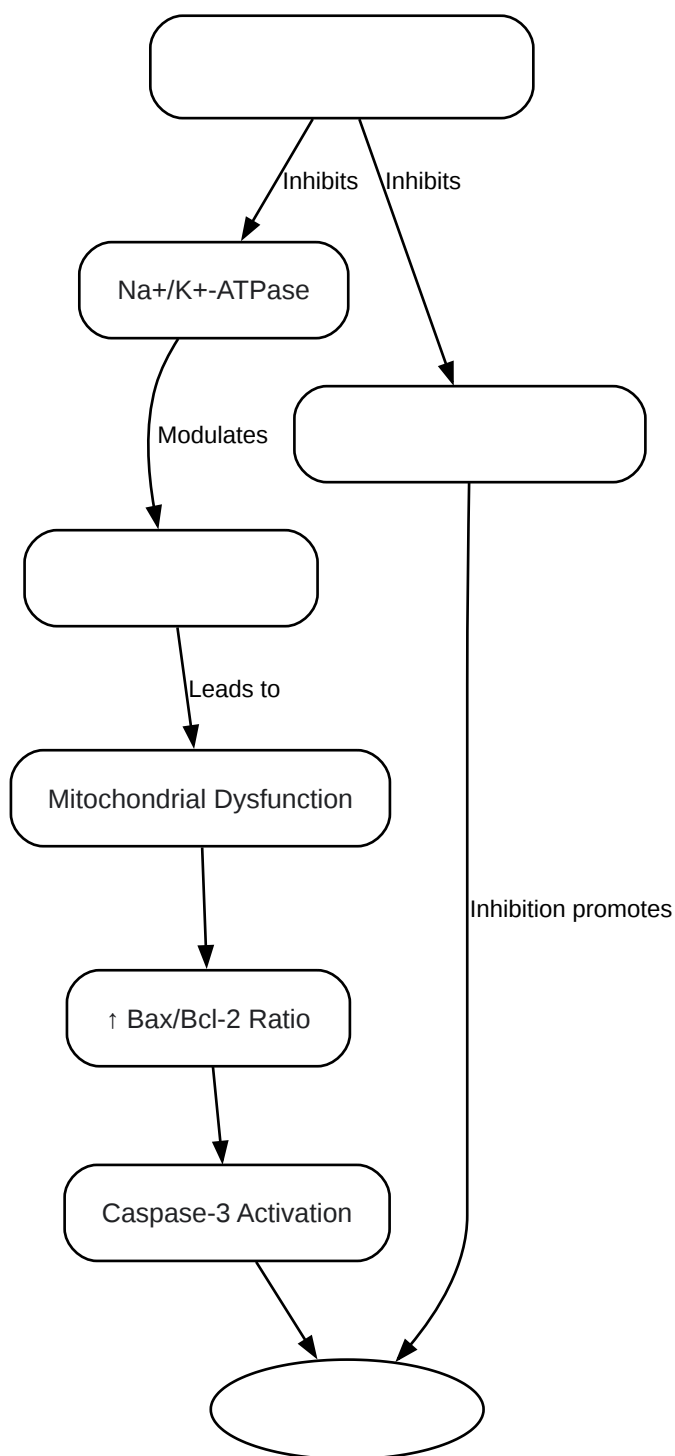 Inhibits
Inhibits
Na+/K+-ATPase
Modulates
Leads to
Mitochondrial Dysfunction
Inhibition promotes
↑ Bax/Bcl-2 Ratio
Caspase-3 Activation